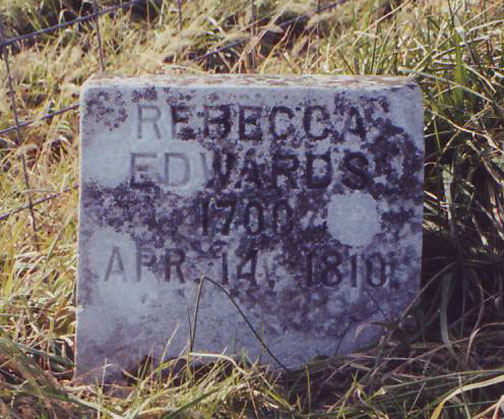 REBECCA
EDWARDS
1700
APR. 14, 1810.